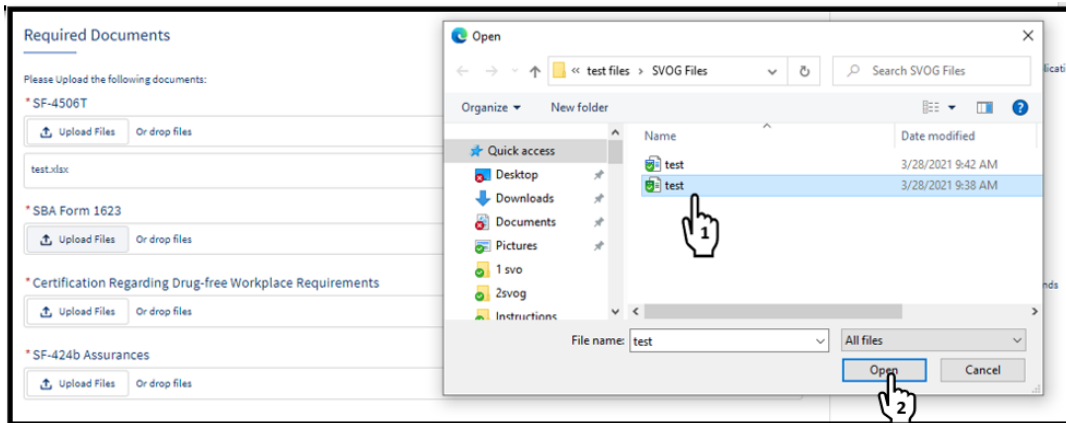 Required Documents
Please Upload the following documents:
*SF-4506T
Upload Files Or drop files
test.xlsx
*SBA Form 1623
Upload Files Or drop files
*Certification Regarding Drug-free Workplace Requirements
Upload Files Or drop files
*SF-424b Assurances
Upload Files Or drop files
Open
« test files › SVOG Files
Search SVOG Files
Organize New folder
Name Date modified
Quick access
Desktop
Downloads
Documents
Pictures
1 svo
2svog
Instructions
test 3/28/2021 9:42 AM
test 3/28/2021 9:38 AM
1
File name: test All files
Open Cancel
2
licati
nds